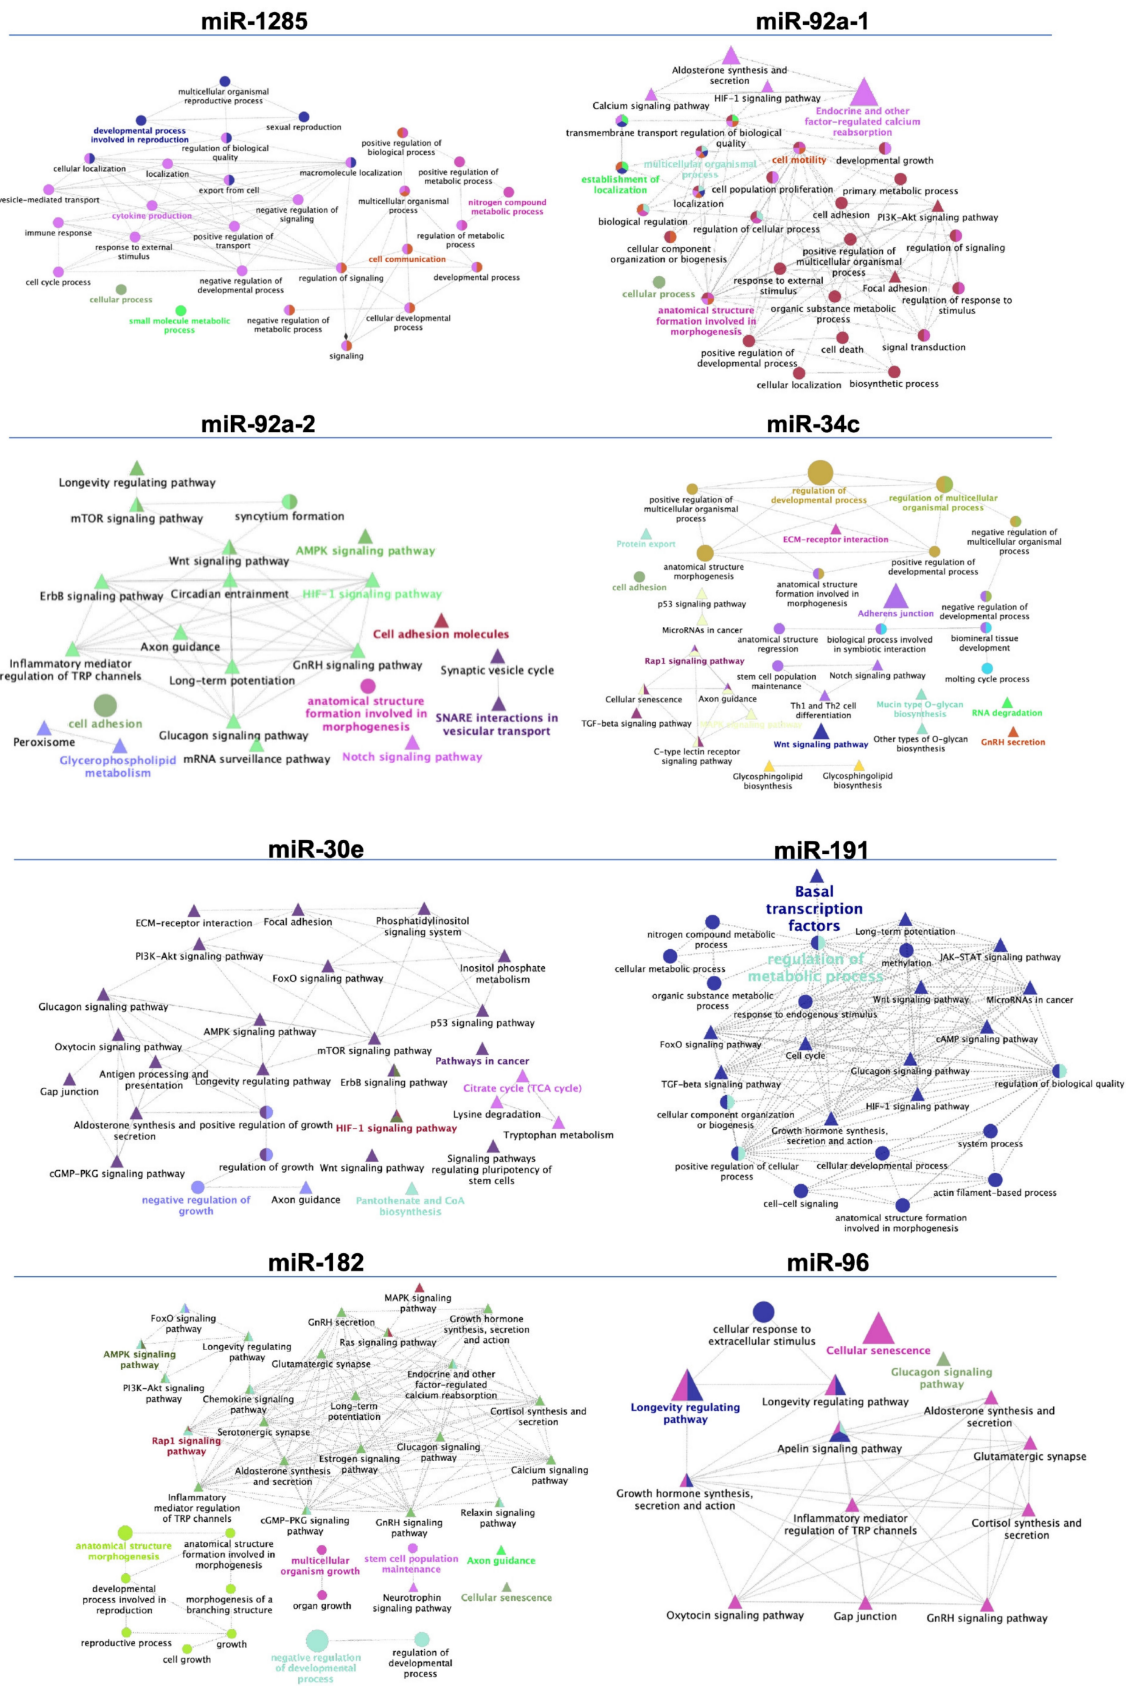 miR-1285
multicellular organismal
reproductive process
developmental process
involved in reproduction
sexual reproduction
regulation of biological
quality
positive regulation of
biological process
cellular localization
localization
macromolecule localization
positive regulation of
metabolic process
export from cell
vesicle-mediated transport
multicellular organismal
process
nitrogen compound
metabolic process
cytokine production
negative regulation of
signaling
immune response
response to external
stimulus
positive regulation of
transport
regulation of metabolic
process
cell communication
cell cycle process
negative regulation of
developmental process
regulation of signaling
developmental process
cellular process
small molecule metabolic
process
negative regulation of
metabolic process
cellular developmental
process
signaling
miR-92a-1
Aldosterone synthesis and
secretion
Calcium signaling pathway
HIF-1 signaling pathway
Endocrine and other
factor-regulated calcium
reabsorption
transmembrane transport
regulation of biological
quality
multicellular organismal
process
cell motility
developmental growth
establishment of
localization
localization
cell population proliferation
primary metabolic process
biological regulation
regulation of cellular process
cell adhesion
PI3K-Akt signaling pathway
cellular component
organization or biogenesis
positive regulation of
multicellular organismal
process
regulation of signaling
cellular process
response to external
stimulus
Focal adhesion
anatomical structure
formation involved in
morphogenesis
organic substance metabolic
process
regulation of response to
stimulus
positive regulation of
developmental process
cell death
signal transduction
cellular localization
biosynthetic process
miR-92a-2
Longevity regulating pathway
mTOR signaling pathway
syncytium formation
Wnt signaling pathway
AMPK signaling pathway
ErbB signaling pathway
Circadian entrainment
HIF-1 signaling pathway
Cell adhesion molecules
Axon guidance
Inflammatory mediator
regulation of TRP channels
Long-term potentiation
GnRH signaling pathway
Synaptic vesicle cycle
cell adhesion
anatomical structure
formation involved in
morphogenesis
SNARE interactions in
vesicular transport
Peroxisome
Glucagon signaling pathway
Glycerophospholipid
metabolism
mRNA surveillance pathway
Notch signaling pathway
miR-34c
positive regulation of
multicellular organismal
process
regulation of
developmental process
regulation of multicellular
organismal process
Protein export
ECM-receptor interaction
negative regulation of
multicellular organismal
process
cell adhesion
anatomical structure
morphogenesis
anatomical structure
formation involved in
morphogenesis
positive regulation of
developmental process
p53 signaling pathway
Adherens junction
negative regulation of
developmental process
MicroRNAs in cancer
anatomical structure
regression
biological process involved
in symbiotic interaction
biomineral tissue
development
Rap1 signaling pathway
stem cell population
maintenance
Notch signaling pathway
molting cycle process
Cellular senescence
Axon guidance
Th1 and Th2 cell
differentiation
Mucin type O-glycan
biosynthesis
RNA degradation
TGF-beta signaling pathway
Wnt signaling pathway
Other types of O-glycan
biosynthesis
GnRH secretion
C-type lectin receptor
signaling pathway
Glycosphingolipid
biosynthesis
Glycosphingolipid
biosynthesis
miR-30e
ECM-receptor interaction
Focal adhesion
Phosphatidylinositol
signaling system
PI3K-Akt signaling pathway
FoxO signaling pathway
Inositol phosphate
metabolism
Glucagon signaling pathway
AMPK signaling pathway
p53 signaling pathway
Oxytocin signaling pathway
mTOR signaling pathway
Pathways in cancer
Antigen processing and
presentation
Longevity regulating pathway
ErbB signaling pathway
Citrate cycle (TCA cycle)
Gap junction
Lysine degradation
Aldosterone synthesis and
secretion
positive regulation of growth
HIF-1 signaling pathway
Tryptophan metabolism
cGMP-PKG signaling pathway
regulation of growth
Wnt signaling pathway
Signaling pathways
regulating pluripotency of
stem cells
negative regulation of
growth
Axon guidance
Pantothenate and CoA
biosynthesis
miR-191
Basal
transcription
factors
nitrogen compound metabolic
process
Long-term potentiation
regulation of
metabolic process
cellular metabolic process
methylation
JAK-STAT signaling pathway
organic substance metabolic
process
response to endogenous stimulus
Wnt signaling pathway
MicroRNAs in cancer
FoxO signaling pathway
Cell cycle
cAMP signaling pathway
Glucagon signaling pathway
TGF-beta signaling pathway
regulation of biological quality
cellular component organization
or biogenesis
HIF-1 signaling pathway
Growth hormone synthesis,
secretion and action
system process
positive regulation of cellular
process
cellular developmental process
cell-cell signaling
actin filament-based process
anatomical structure formation
involved in morphogenesis
miR-182
MAPK signaling
pathway
FoxO signaling
pathway
GnRH secretion
Growth hormone
synthesis, secretion
and action
Ras signaling pathway
AMPK signaling
pathway
Longevity regulating
pathway
Glutamatergic synapse
PI3K-Akt signaling
pathway
Chemokine signaling
pathway
Endocrine and other
factor-regulated
calcium reabsorption
Long-term
potentiation
Cortisol synthesis and
secretion
Rap1 signaling
pathway
Serotonergic synapse
Glucagon signaling
pathway
Estrogen signaling
pathway
Aldosterone synthesis
and secretion
Calcium signaling
pathway
Inflammatory
mediator regulation
of TRP channels
cGMP-PKG signaling
pathway
GnRH signaling
pathway
Relaxin signaling
pathway
anatomical structure
morphogenesis
anatomical structure
formation involved in
morphogenesis
multicellular
organism growth
stem cell population
maintenance
Axon guidance
developmental
process involved in
reproduction
morphogenesis of a
branching structure
organ growth
Neurotrophin
signaling pathway
Cellular senescence
reproductive process
growth
cell growth
negative regulation
of developmental
process
regulation of
developmental
process
miR-96
cellular response to
extracellular stimulus
Cellular senescence
Glucagon signaling
pathway
Longevity regulating
pathway
Longevity regulating pathway
Aldosterone synthesis and
secretion
Apelin signaling pathway
Glutamatergic synapse
Growth hormone synthesis,
secretion and action
Inflammatory mediator
regulation of TRP channels
Cortisol synthesis and
secretion
Oxytocin signaling pathway
Gap junction
GnRH signaling pathway